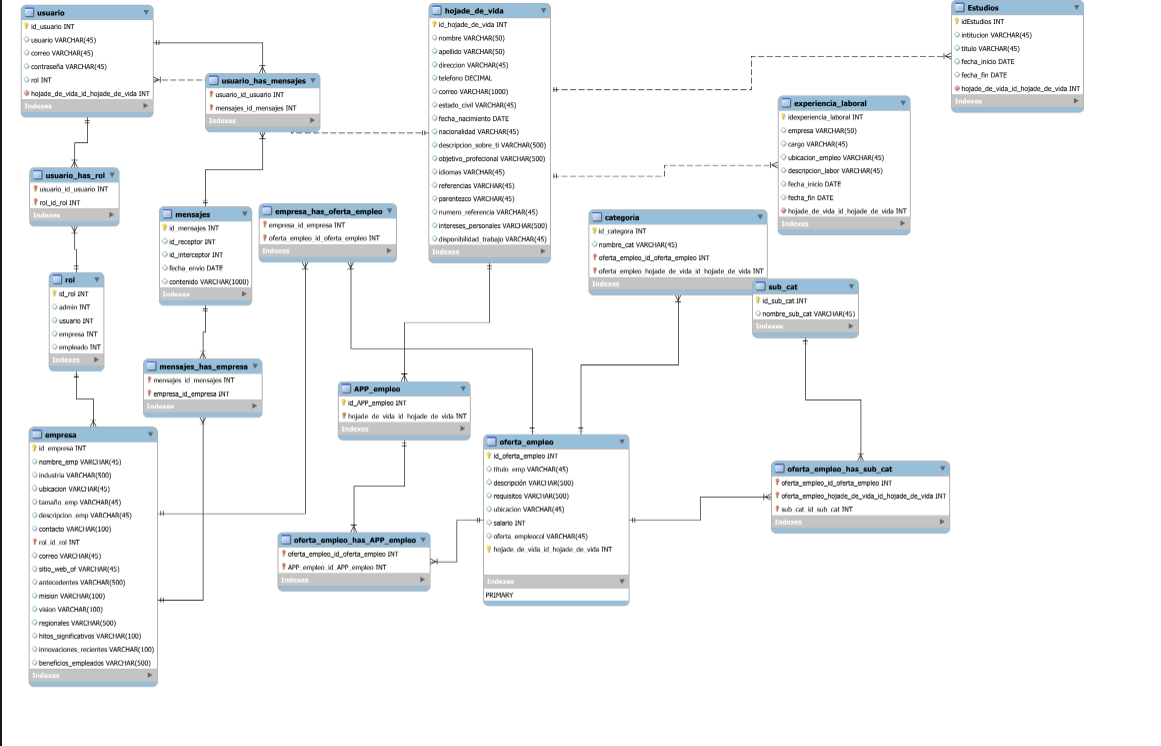 usuario
id_usuario INT
usuario VARCHAR(45)
correo VARCHAR(45)
contraseña VARCHAR(45)
rol INT
hojade_de_vida_id_hojade_de_vida INT
Indexes
usuario_has_mensajes
usuario_id_usuario INT
mensajes_id_mensajes INT
Indexes
hojade_de_vida
id_hojade_de_vida INT
nombre VARCHAR(50)
apellido VARCHAR(50)
direccion VARCHAR(45)
telefono DECIMAL
correo VARCHAR(1000)
estado_civil VARCHAR(45)
fecha_nacimiento DATE
nacionalidad VARCHAR(45)
descripcion_sobre_ti VARCHAR(500)
objetivo_profecional VARCHAR(500)
idiomas VARCHAR(45)
referencias VARCHAR(45)
parentezco VARCHAR(45)
numero_referencia VARCHAR(45)
intereses_personales VARCHAR(500)
disponibilidad_trabajo VARCHAR(45)
Indexes
Estudios
idEstudios INT
intitucion VARCHAR(45)
titulo VARCHAR(45)
fecha_inicio DATE
fecha_fin DATE
hojade_de_vida_id_hojade_de_vida INT
Indexes
experiencia_laboral
idexperiencia_laboral INT
empresa VARCHAR(50)
cargo VARCHAR(45)
ubicacion_empleo VARCHAR(45)
descripcion_labor VARCHAR(45)
fecha_inicio DATE
fecha_fin DATE
hojade_de_vida_id_hojade_de_vida INT
Indexes
usuario_has_rol
usuario_id_usuario INT
rol_id_rol INT
Indexes
mensajes
id_mensajes INT
id_receptor INT
id_interceptor INT
fecha_envio DATE
contenido VARCHAR(1000)
Indexes
empresa_has_oferta_empleo
empresa_id_empresa INT
oferta_empleo_id_oferta_empleo INT
Indexes
categoria
id_categora INT
nombre_cat VARCHAR(45)
oferta_empleo_id_oferta_empleo INT
oferta_empleo_hojade_de_vida_id_hojade_de_vida INT
Indexes
sub_cat
id_sub_cat INT
nombre_sub_cat VARCHAR(45)
Indexes
rol
id_rol INT
admin INT
usuario INT
empresa INT
empleado INT
Indexes
mensajes_has_empresa
mensajes_id_mensajes INT
empresa_id_empresa INT
Indexes
APP_empleo
id_APP_empleo INT
hojade_de_vida_id_hojade_de_vida INT
Indexes
empresa
id_empresa INT
nombre_emp VARCHAR(45)
industria VARCHAR(500)
ubicacion VARCHAR(45)
tamaño_emp VARCHAR(45)
descripcion_emp VARCHAR(45)
contacto VARCHAR(100)
rol_id_rol INT
correo VARCHAR(45)
sitio_web_of VARCHAR(45)
antecedentes VARCHAR(500)
mision VARCHAR(100)
vision VARCHAR(100)
regionales VARCHAR(500)
hitos_significativos VARCHAR(100)
innovaciones_recientes VARCHAR(100)
beneficios_empleados VARCHAR(500)
Indexes
oferta_empleo
id_oferta_empleo INT
titulo_emp VARCHAR(45)
descripción VARCHAR(500)
requisitos VARCHAR(500)
ubicacion VARCHAR(45)
salario INT
oferta_empleocol VARCHAR(45)
hojade_de_vida_id_hojade_de_vida INT
Indexes
PRIMARY
oferta_empleo_has_sub_cat
oferta_empleo_id_oferta_empleo INT
oferta_empleo_hojade_de_vida_id_hojade_de_vida INT
sub_cat_id_sub_cat INT
Indexes
oferta_empleo_has_APP_empleo
oferta_empleo_id_oferta_empleo INT
APP_empleo_id_APP_empleo INT
Indexes